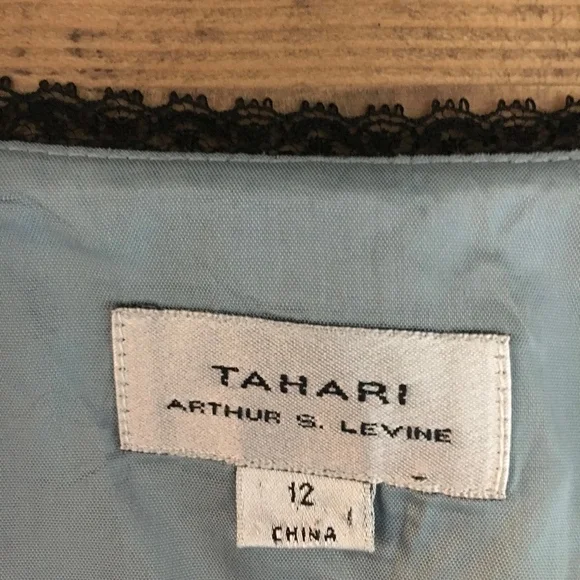 TAHARI
ARTHUR S. LEVINE
12
CHINA